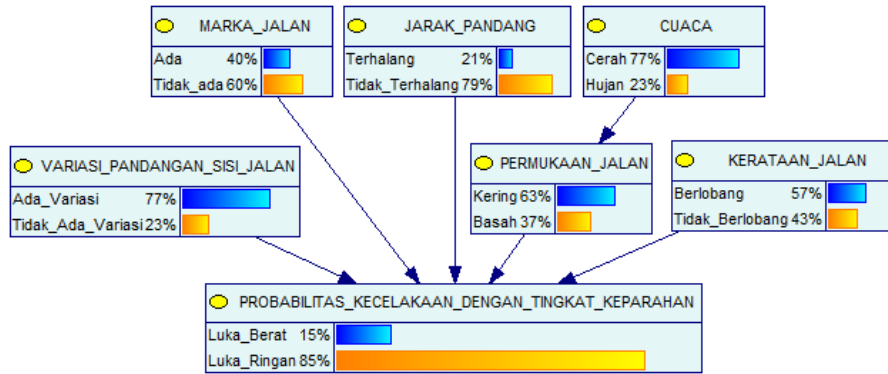 MARKA_JALAN
Ada 40%
Tidak_ada 60%
JARAK_PANDANG
Terhalang 21%
Tidak_Terhalang 79%
CUACA
Cerah 77%
Hujan 23%
VARIASI_PANDANGAN_SISI_JALAN
Ada_Variasi 77%
Tidak_Ada_Variasi 23%
PERMUKAAN_JALAN
Kering 63%
Basah 37%
KERATAAN_JALAN
Berlobang 57%
Tidak_Berlobang 43%
PROBABILITAS_KECELAKAAN_DENGAN_TINGKAT_KEPARAHAN
Luka_Berat 15%
Luka_Ringan 85%